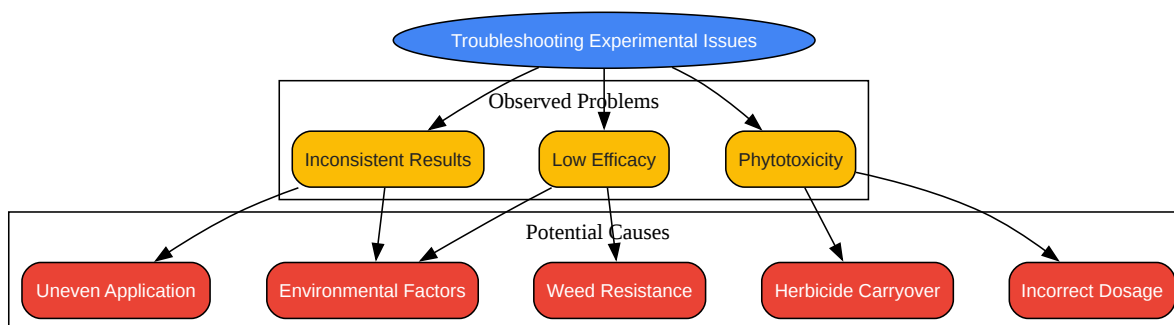 Troubleshooting Experimental Issues
Observed Problems
Inconsistent Results
Low Efficacy
Phytotoxicity
Potential Causes
Uneven Application
Environmental Factors
Weed Resistance
Herbicide Carryover
Incorrect Dosage